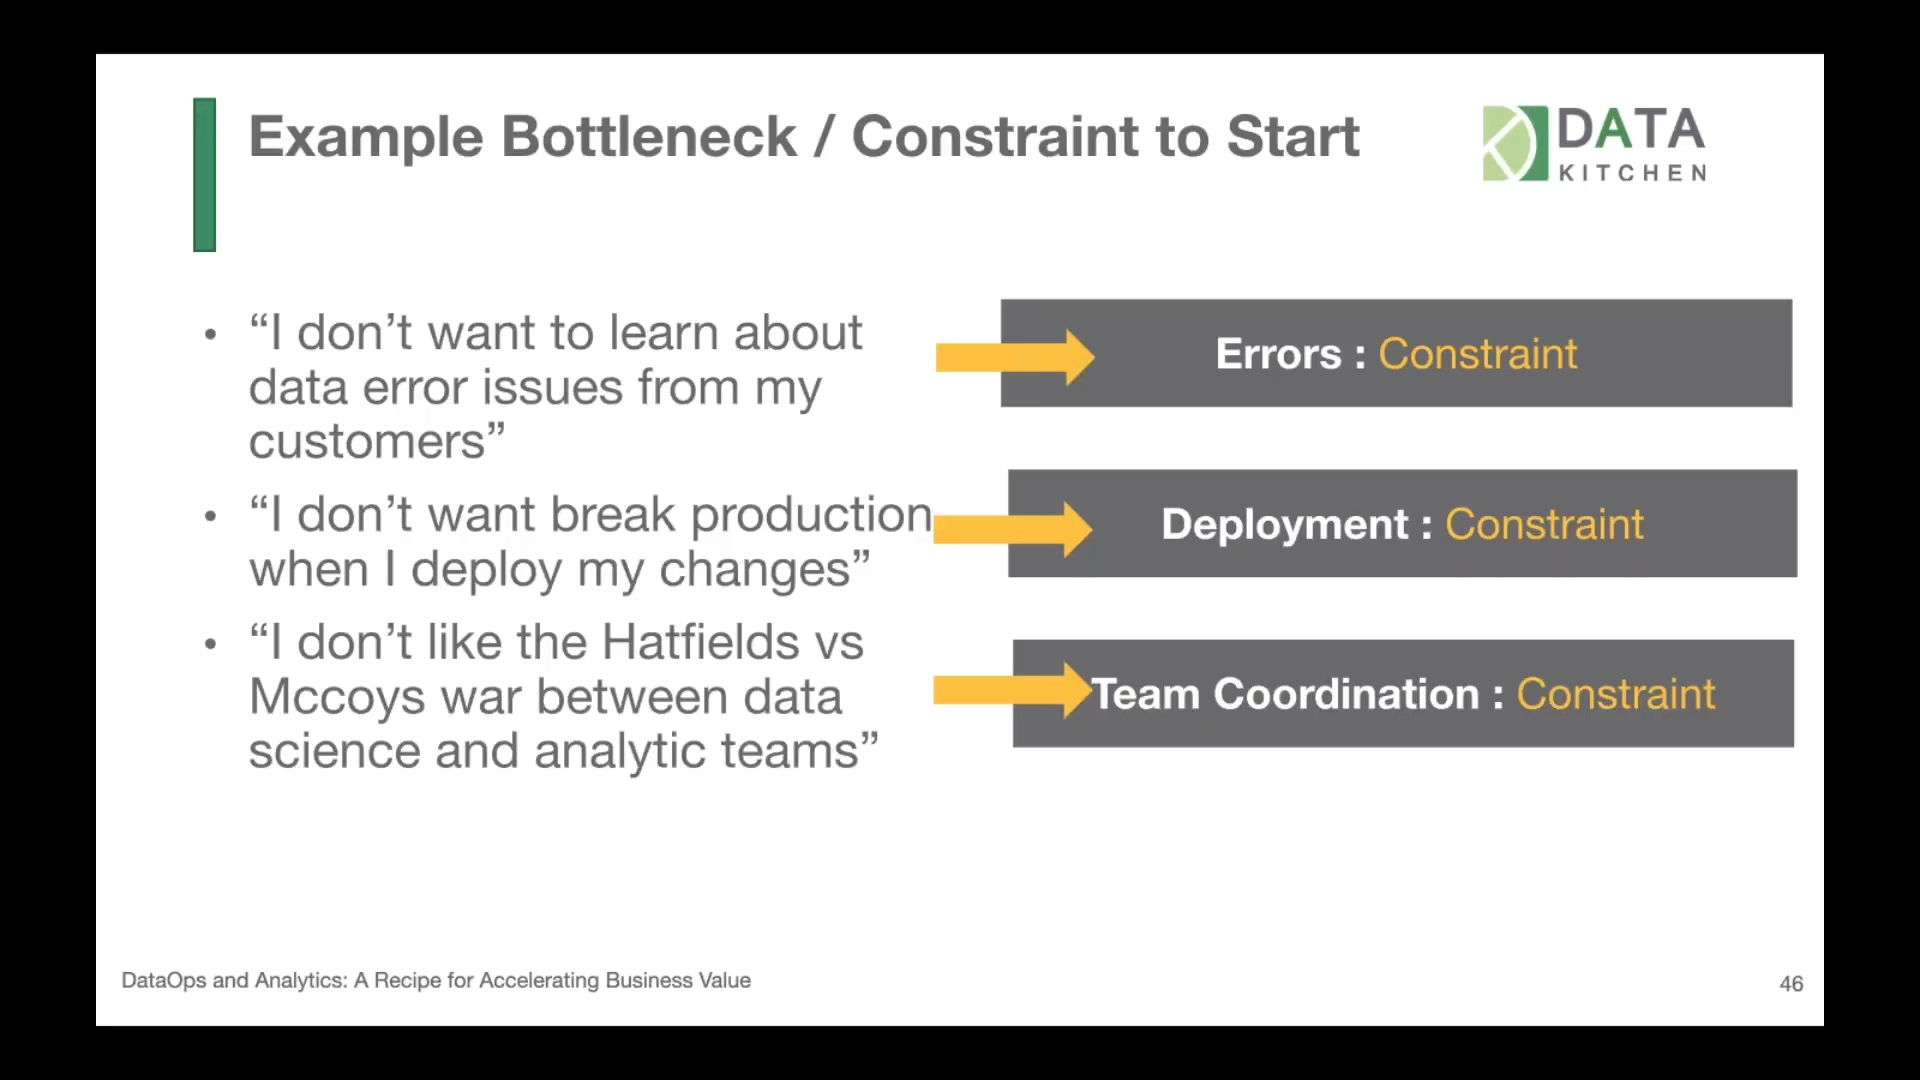 Example Bottleneck / Constraint to Start
DATA
KITCHEN
• “I don’t want to learn about
data error issues from my
customers”
Errors : Constraint
• “I don’t want break production
when I deploy my changes”
Deployment : Constraint
• “I don’t like the Hatfields vs
Mccoys war between data
science and analytic teams”
Team Coordination : Constraint
DataOps and Analytics: A Recipe for Accelerating Business Value
46